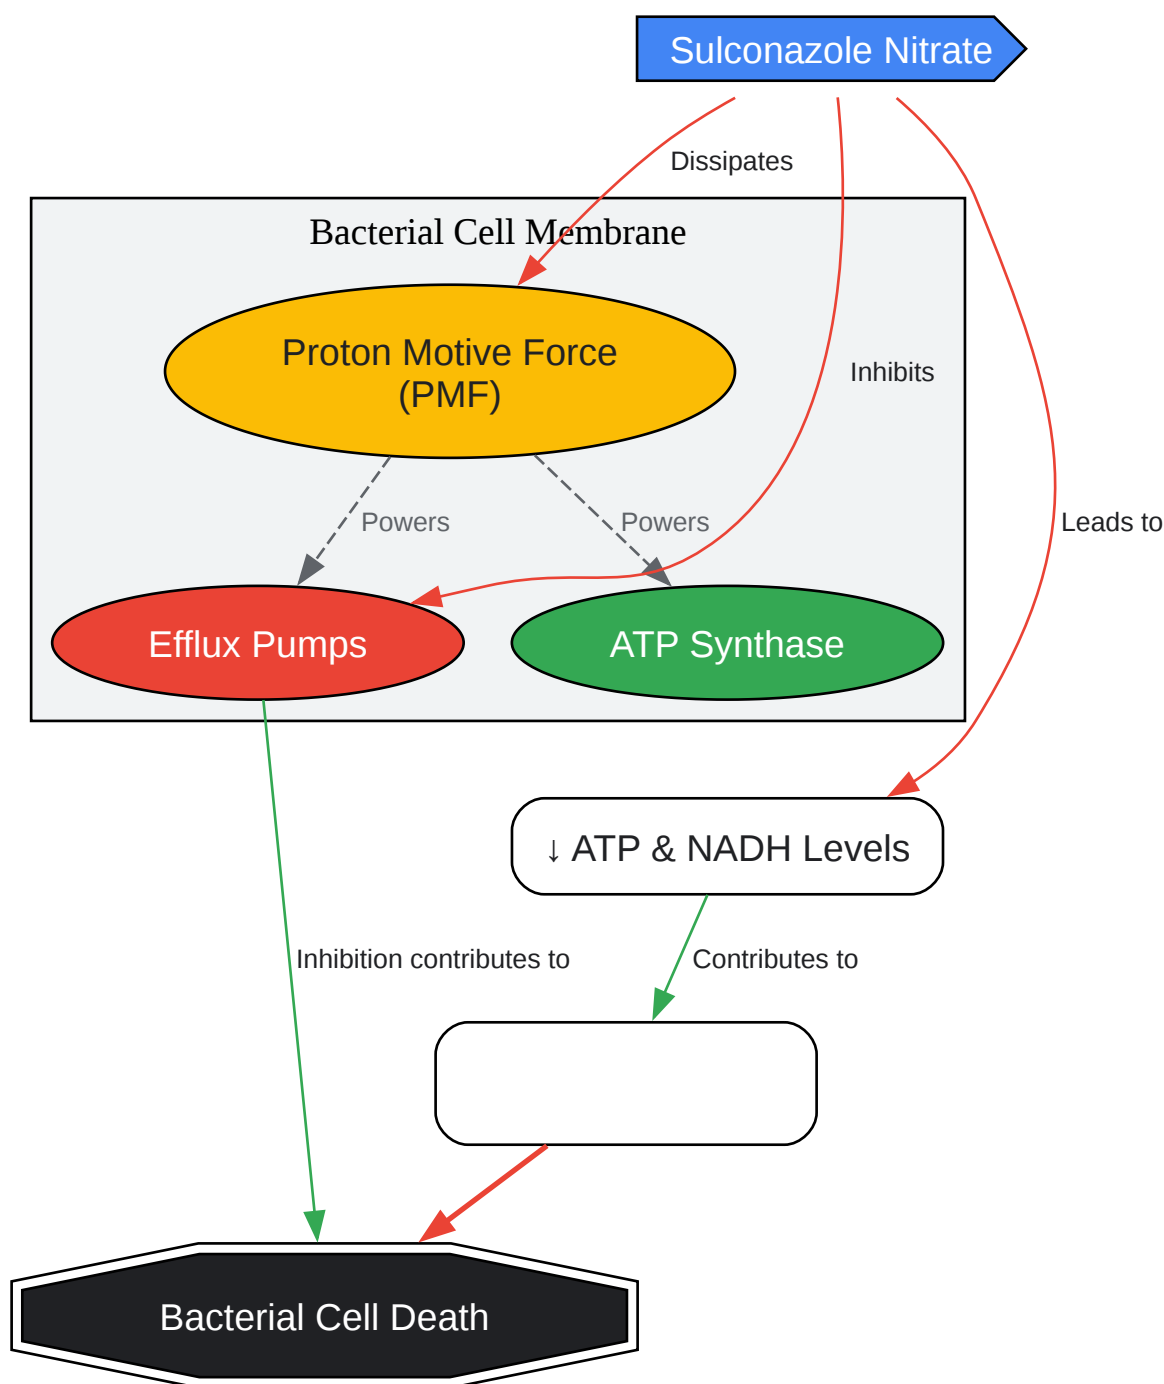 Sulconazole Nitrate
Dissipates
Bacterial Cell Membrane
Proton Motive Force
(PMF)
Inhibits
Powers
Powers
Leads to
Efflux Pumps
ATP Synthase
↓ ATP & NADH Levels
Inhibition contributes to
Contributes to
Bacterial Cell Death